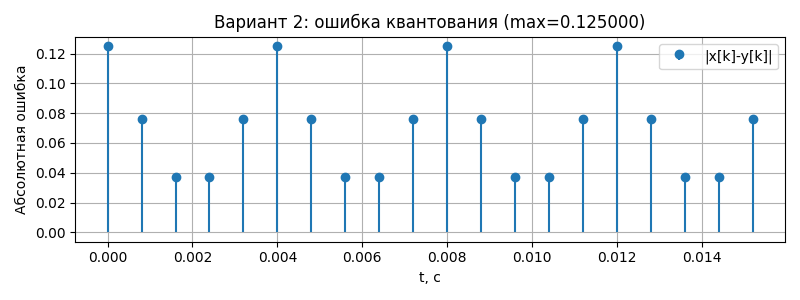 Вариант 2: ошибка квантования (max=0.125000)
|x[k]-y[k]|
Абсолютная ошибка
0.12
0.10
0.08
0.06
0.04
0.02
0.00
0.000 0.002 0.004 0.006 0.008 0.010 0.012 0.014
t, с